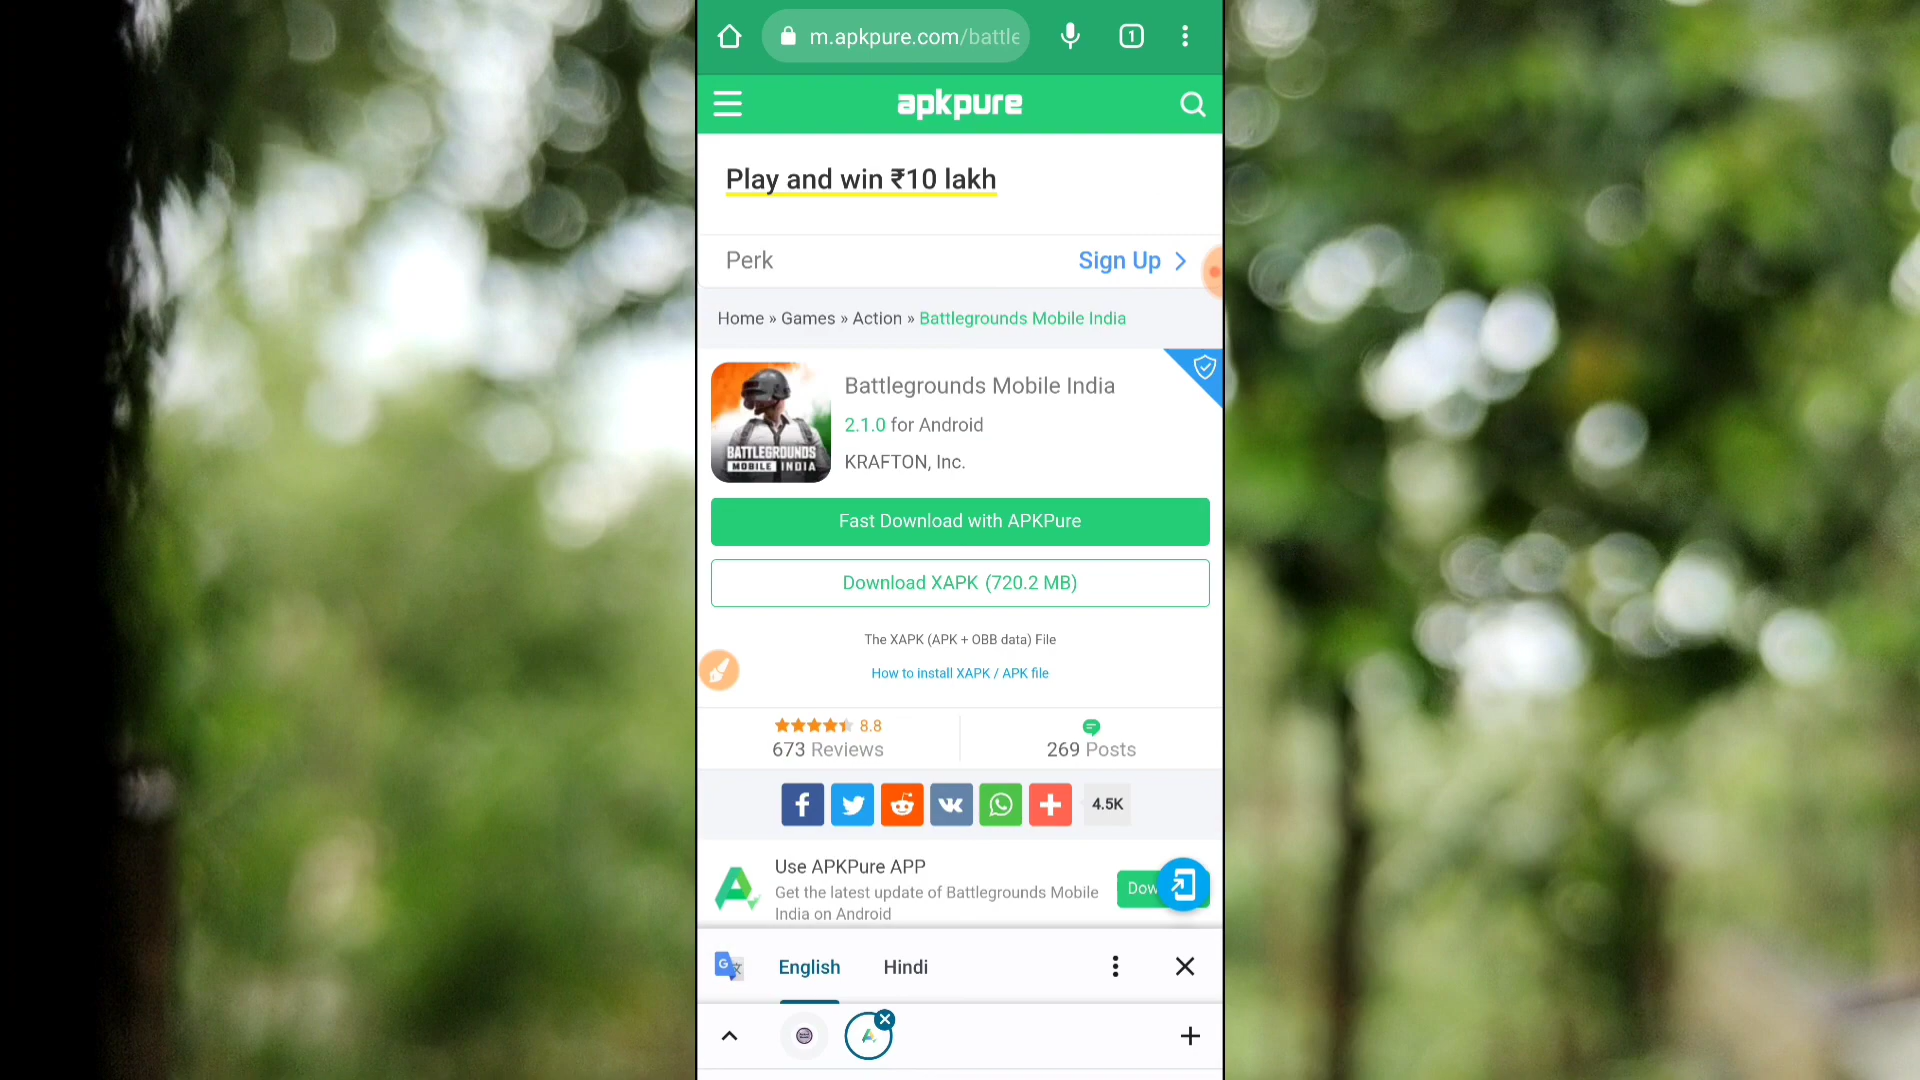 m.apkpure.com/battle
1
apkpure
Play and win ₹10 lakh
Perk
Sign Up
Home » Games » Action » Battlegrounds Mobile India
Battlegrounds Mobile India
2.1.0 for Android
KRAFTON, Inc.
BATTLEGROUNDS
MOBILE INDIA
Fast Download with APKPure
Download XAPK (720.2 MB)
The XAPK (APK + OBB data) File
How to install XAPK / APK file
8.8
673 Reviews
269 Posts
4.5K
Use APKPure APP
Get the latest update of Battlegrounds Mobile
India on Android
Dow
English
Hindi